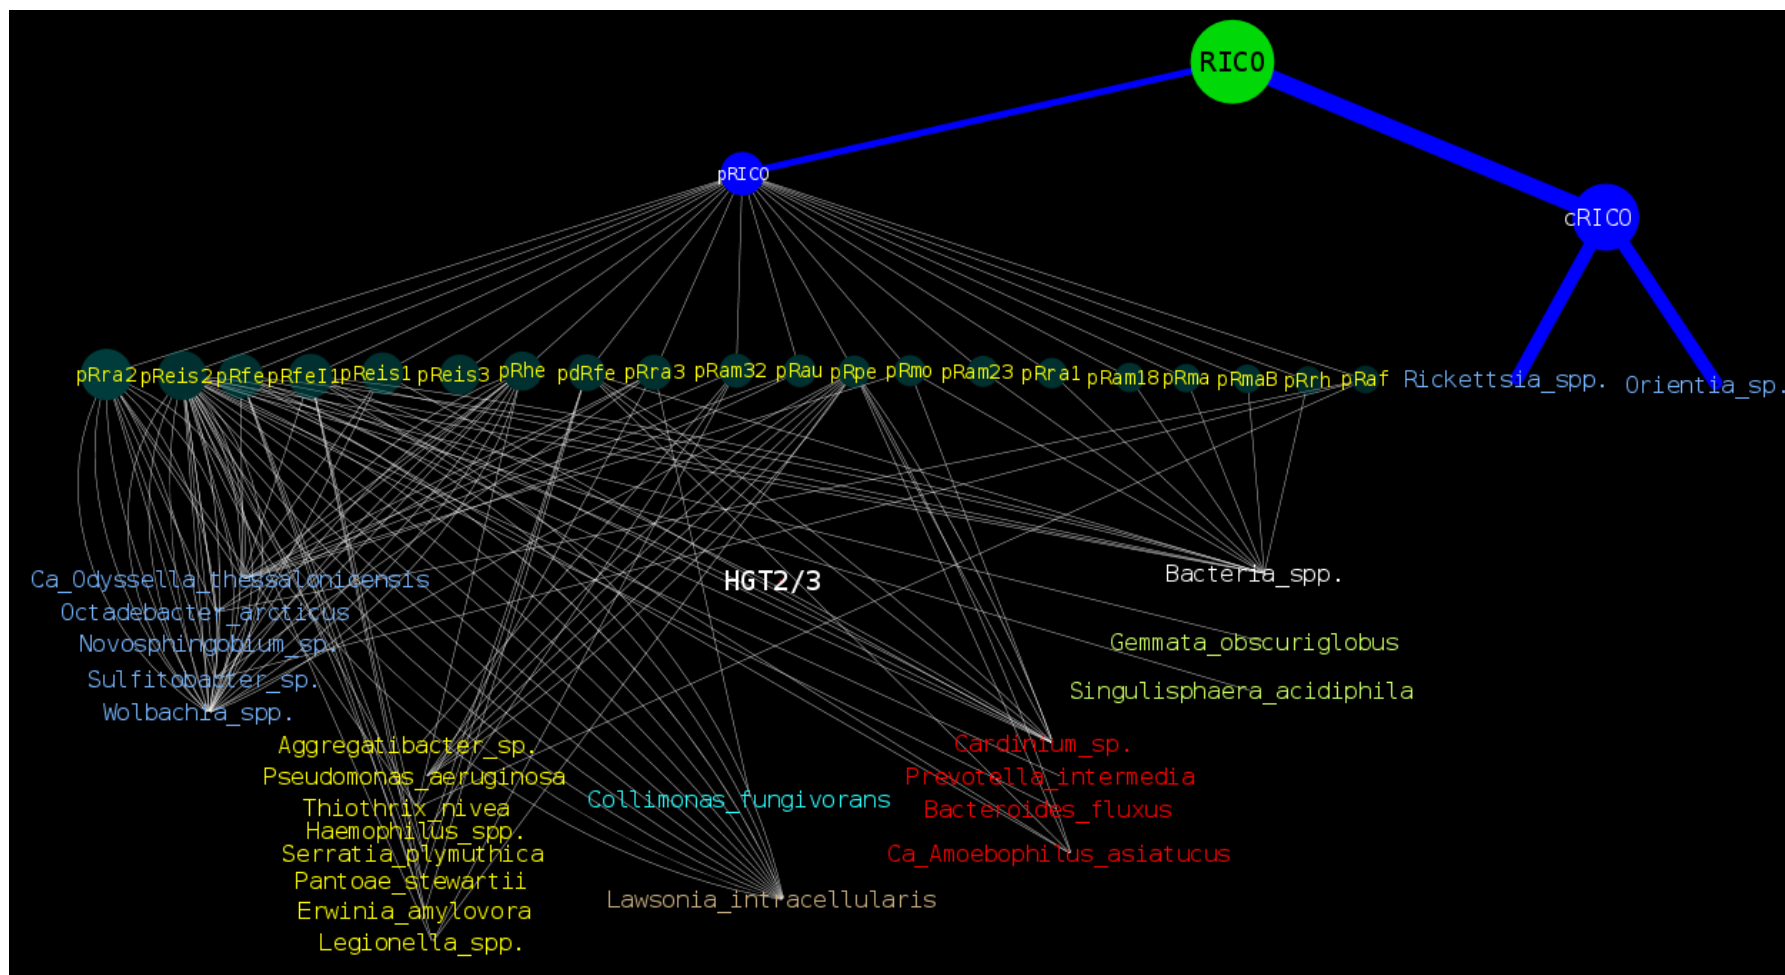 RICO
pRICO
cRICO
pRra2
pReis2
pRfe
pRfeI1
pReis1
pReis3
pRhe
pdRfe
pRra3
pRam32
pRau
pRpe
pRmo
pRam23
pRra1
pRam18
pRma
pRmaB
pRrh
pRaf
Rickettsia_spp.
Orientia_sp.
Ca_Odyssella_thessalonicensis
Octadebacter_arcticus
Novosphingobium_sp.
Sulfitobacter_sp.
Wolbachia_spp.
HGT2/3
Bacteria_spp.
Gemmata_obscuriglobus
Singulisphaera_acidiphila
Aggregatibacter_sp.
Pseudomonas_aeruginosa
Thiothrix_nivea
Haemophilus_spp.
Serratia_plymuthica
Pantoae_stewartii
Erwinia_amylovora
Legionella_spp.
Collimonas_fungivorans
Lawsonia_intracellularis
Cardinium_sp.
Prevotella_intermedia
Bacteroides_fluxus
Ca_Amoebophilus_asiatucus